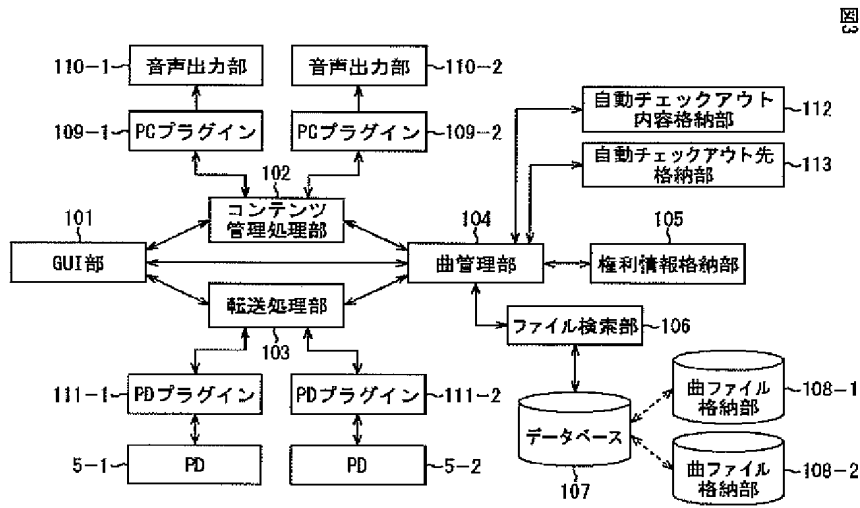 図3
110-1
音声出力部
音声出力部
110-2
109-1
PCプラグイン
PCプラグイン
109-2
自動チェックアウト
内容格納部
112
自動チェックアウト先
格納部
113
102
コンテンツ
管理処理部
101
GUI部
104
曲管理部
105
権利情報格納部
転送処理部
103
ファイル検索部
106
111-1
PDプラグイン
PDプラグイン
111-2
5-1
PD
PD
5-2
データベース
107
曲ファイル
格納部
108-1
曲ファイル
格納部
108-2